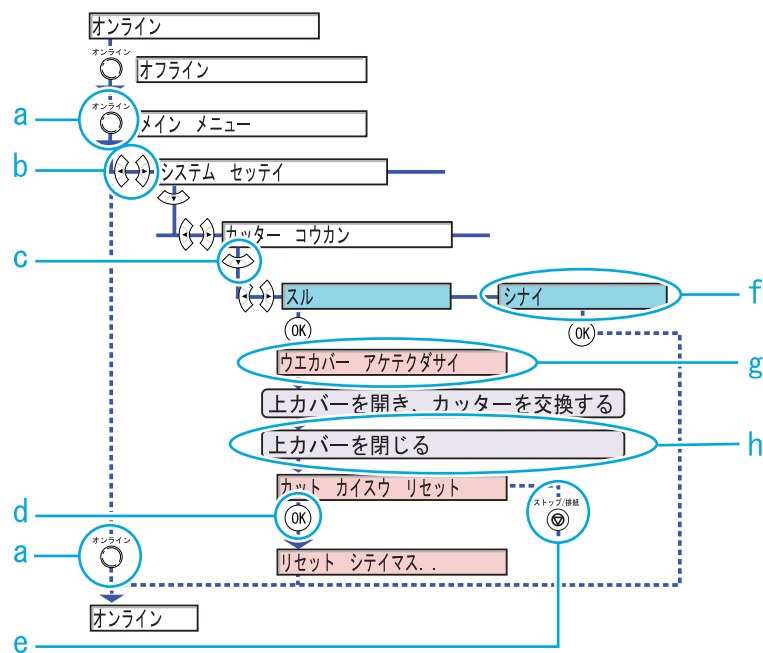 オンライン
オンライン
オフライン
a
オンライン
メイン メニュー
b
システム セッテイ
カッター コウカン
c
スル
シナイ
f
OK
OK
ウエカバー アケテクダサイ
g
上カバーを開き、カッターを交換する
上カバーを閉じる
h
カット カイスウ リセット
d
OK
ストップ/排紙
a
オンライン
リセット シテイマス. .
オンライン
e